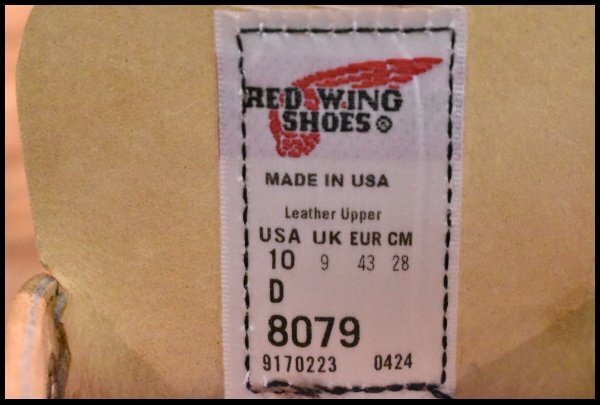 RED WING
SHOES®
MADE IN USA
Leather Upper
USA UK EUR CM
10 9 43 28
D
8079
9170223 0424